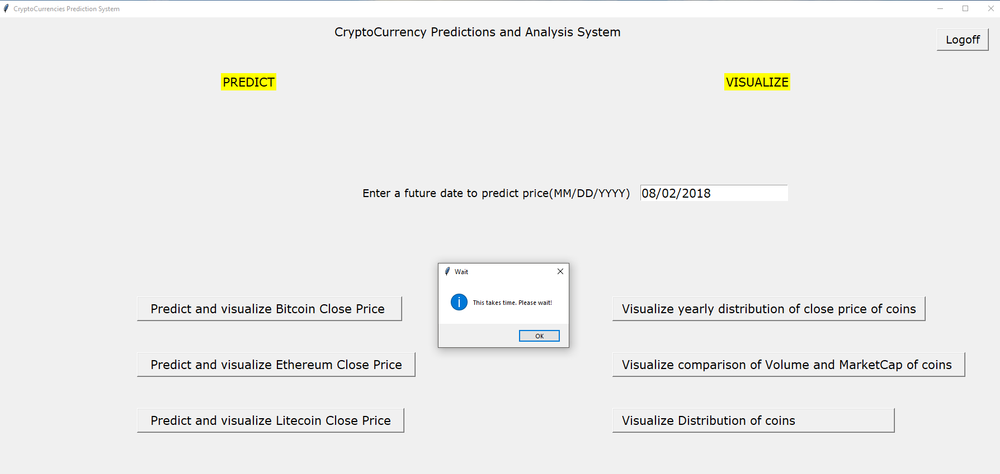 CryptoCurrencies Prediction System
CryptoCurrency Predictions and Analysis System
Logoff
PREDICT
VISUALIZE
Enter a future date to predict price(MM/DD/YYYY)
08/02/2018
Wait
This takes time. Please wait!
OK
Predict and visualize Bitcoin Close Price
Visualize yearly distribution of close price of coins
Predict and visualize Ethereum Close Price
Visualize comparison of Volume and MarketCap of coins
Predict and visualize Litecoin Close Price
Visualize Distribution of coins